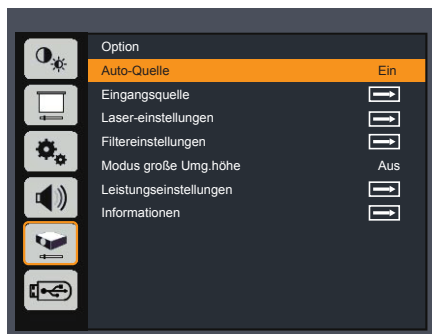 Option
Auto-Quelle Ein
Eingangsquelle
Laser-einstellungen
Filtereinstellungen
Modus große Umg.höhe Aus
Leistungseinstellungen
Informationen